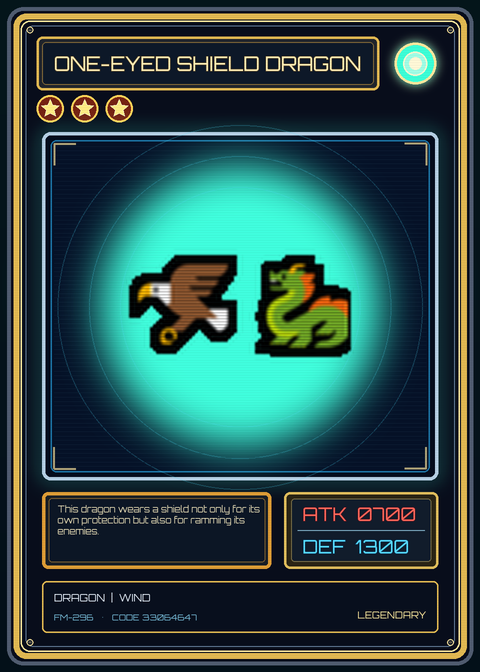 ONE-EYED SHIELD DRAGON
This dragon wears a shield not only for its
own protection but also for ramming its
enemies.
ATK 0700
DEF 1300
DRAGON | WIND
FM-296 · CODE 33064647
LEGENDARY